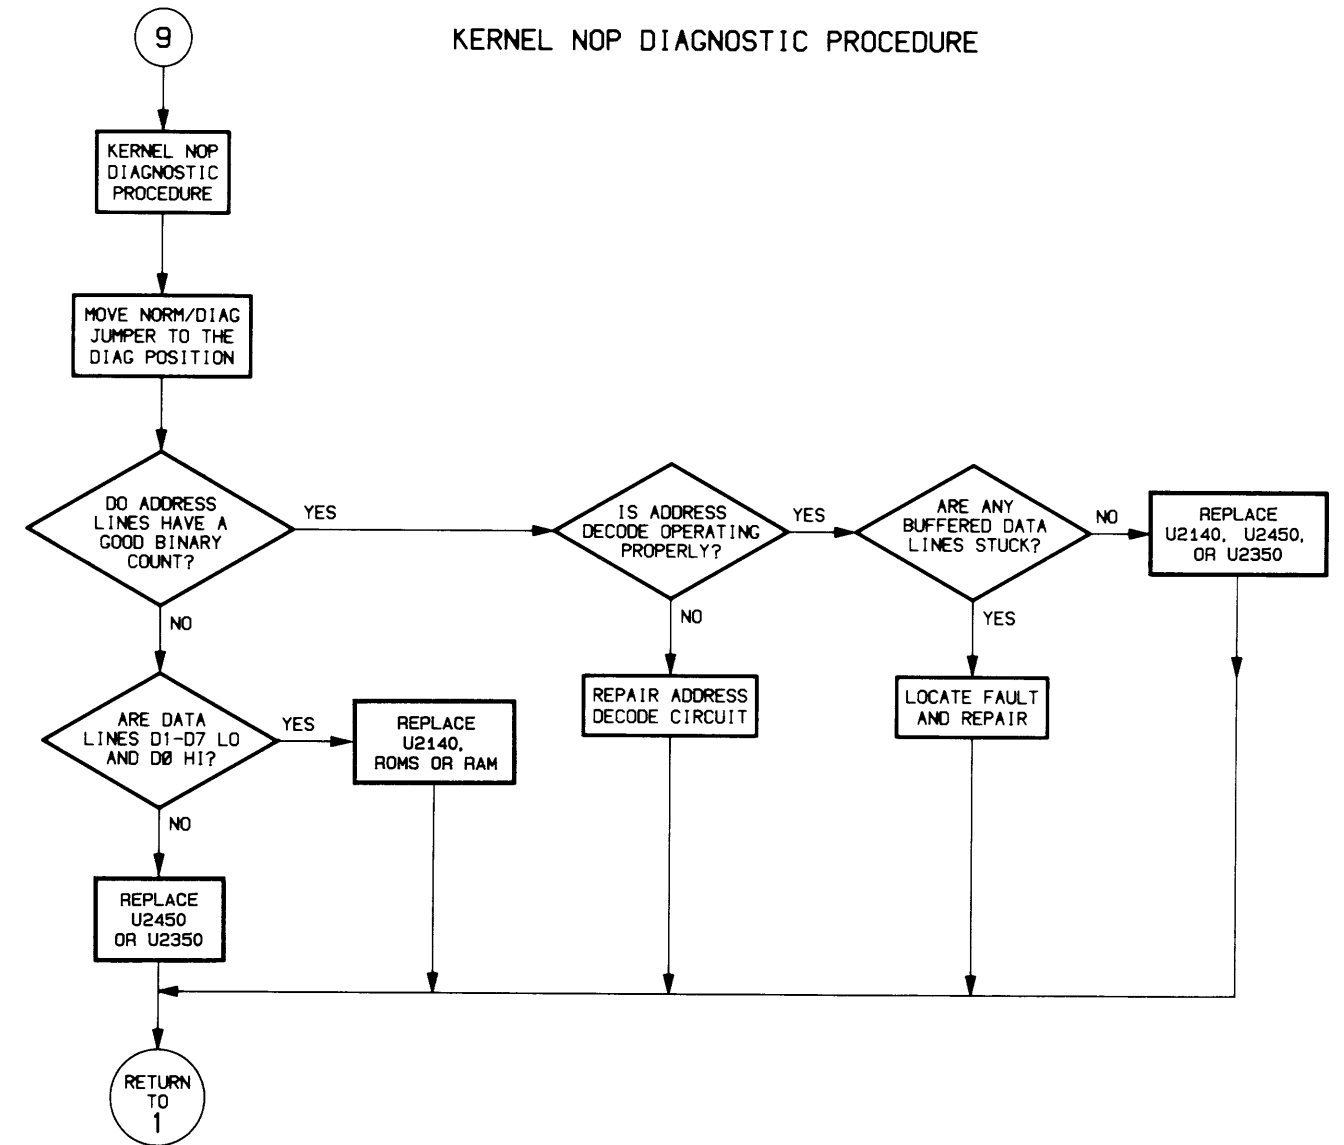 9
KERNEL NOP DIAGNOSTIC PROCEDURE
KERNEL NOP
DIAGNOSTIC
PROCEDURE
MOVE NORM/DIAG
JUMPER TO THE
DIAG POSITION
DO ADDRESS
LINES HAVE A
GOOD BINARY
COUNT?
YES
IS ADDRESS
DECODE OPERATING
PROPERLY?
YES
ARE ANY
BUFFERED DATA
LINES STUCK?
NO
REPLACE
U2140, U2450,
OR U2350
NO
NO
YES
ARE DATA
LINES D1-D7 LO
AND DØ HI?
YES
REPLACE
U2140,
ROMS OR RAM
REPAIR ADDRESS
DECODE CIRCUIT
LOCATE FAULT
AND REPAIR
NO
REPLACE
U2450
OR U2350
RETURN
TO
1